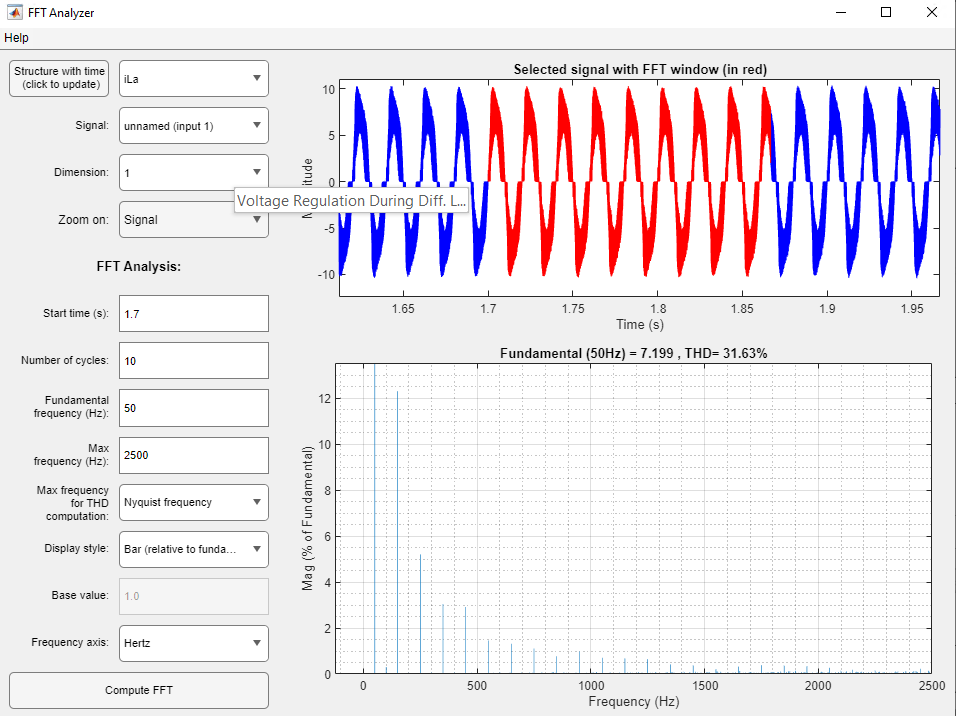 FFT Analyzer
Help
Structure with time
(click to update)
iLa
Signal:
unnamed (input 1)
Dimension:
1
Voltage Regulation During Diff. L...
Zoom on:
Signal
FFT Analysis:
Start time (s):
1.7
Number of cycles:
10
Fundamental
frequency (Hz):
50
Max
frequency (Hz):
2500
Max frequency
for THD
computation:
Nyquist frequency
Display style:
Bar (relative to funda...
Base value:
1.0
Frequency axis:
Hertz
Compute FFT
Selected signal with FFT window (in red)
10
5
0
-5
-10
1.65
1.7
1.75
1.8
1.85
1.9
1.95
Time (s)
Fundamental (50Hz) = 7.199 , THD= 31.63%
Mag (% of Fundamental)
12
10
8
6
4
2
0
0
500
1000
1500
2000
2500
Frequency (Hz)